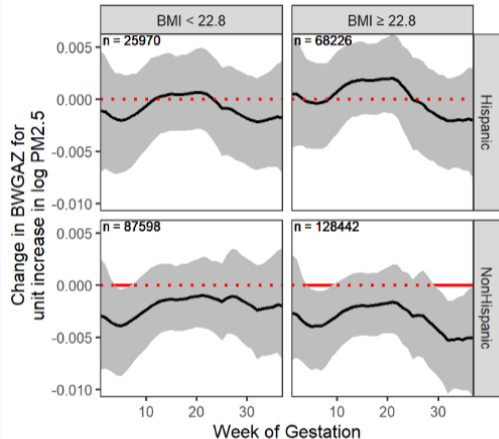 BMI < 22.8 BMI ≥ 22.8
n = 25970 n = 68226
0.005
0.000
-0.005
-0.010
Hispanic
n = 87598 n = 128442
0.005
0.000
-0.005
-0.010
NonHispanic
Change in BWGAZ for
unit increase in log PM2.5
10 20 30 10 20 30
Week of Gestation